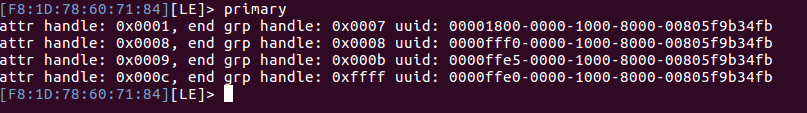 [F8:1D:78:60:71:84][LE]> primary
attr handle: 0x0001, end grp handle: 0x0007 uuid: 00001800-0000-1000-8000-00805f9b34fb
attr handle: 0x0008, end grp handle: 0x0008 uuid: 0000fff0-0000-1000-8000-00805f9b34fb
attr handle: 0x0009, end grp handle: 0x000b uuid: 0000ffe5-0000-1000-8000-00805f9b34fb
attr handle: 0x000c, end grp handle: 0xffff uuid: 0000ffe0-0000-1000-8000-00805f9b34fb
[F8:1D:78:60:71:84][LE]>